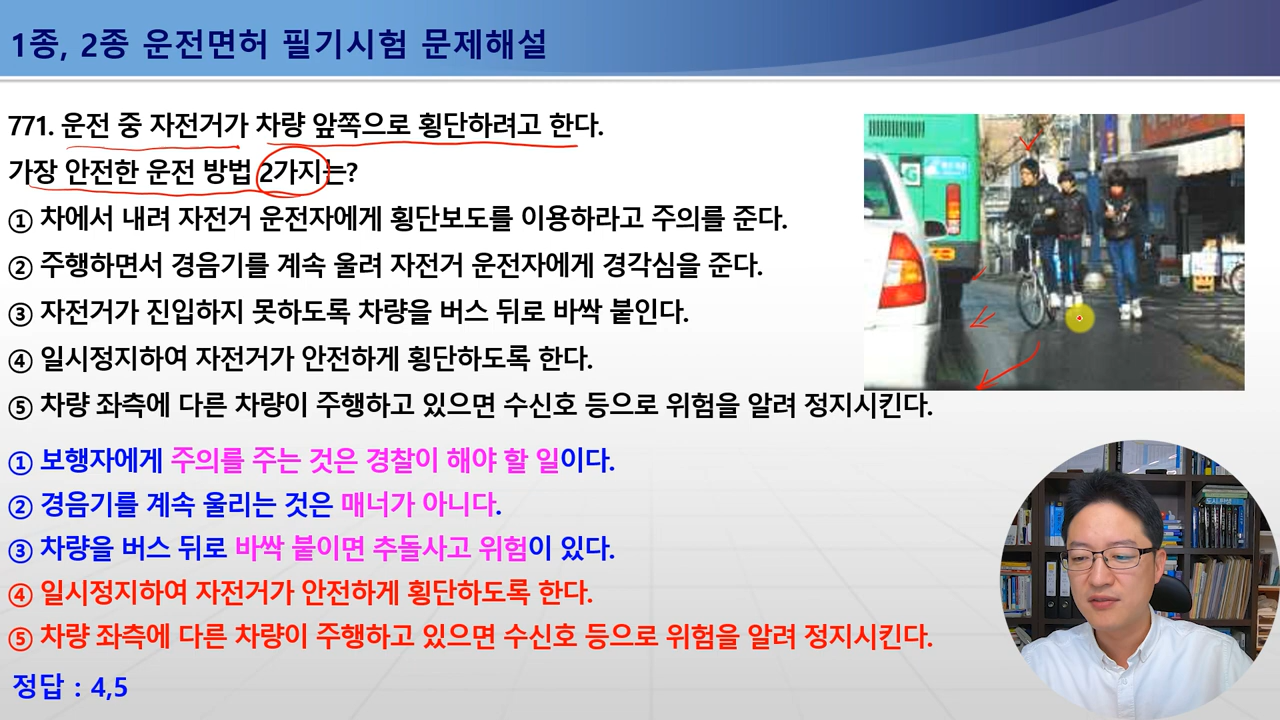 1종, 2종 운전면허 필기시험 문제해설
771. 운전 중 자전거가 차량 앞쪽으로 횡단하려고 한다.
가장 안전한 운전 방법 2가지는?
① 차에서 내려 자전거 운전자에게 횡단보도를 이용하라고 주의를 준다.
② 주행하면서 경음기를 계속 울려 자전거 운전자에게 경각심을 준다.
③ 자전거가 진입하지 못하도록 차량을 버스 뒤로 바싹 붙인다.
④ 일시정지하여 자전거가 안전하게 횡단하도록 한다.
⑤ 차량 좌측에 다른 차량이 주행하고 있으면 수신호 등으로 위험을 알려 정지시킨다.
① 보행자에게 주의를 주는 것은 경찰이 해야 할 일이다.
② 경음기를 계속 울리는 것은 매너가 아니다.
③ 차량을 버스 뒤로 바싹 붙이면 추돌사고 위험이 있다.
④ 일시정지하여 자전거가 안전하게 횡단하도록 한다.
⑤ 차량 좌측에 다른 차량이 주행하고 있으면 수신호 등으로 위험을 알려 정지시킨다.
정답 : 4,5